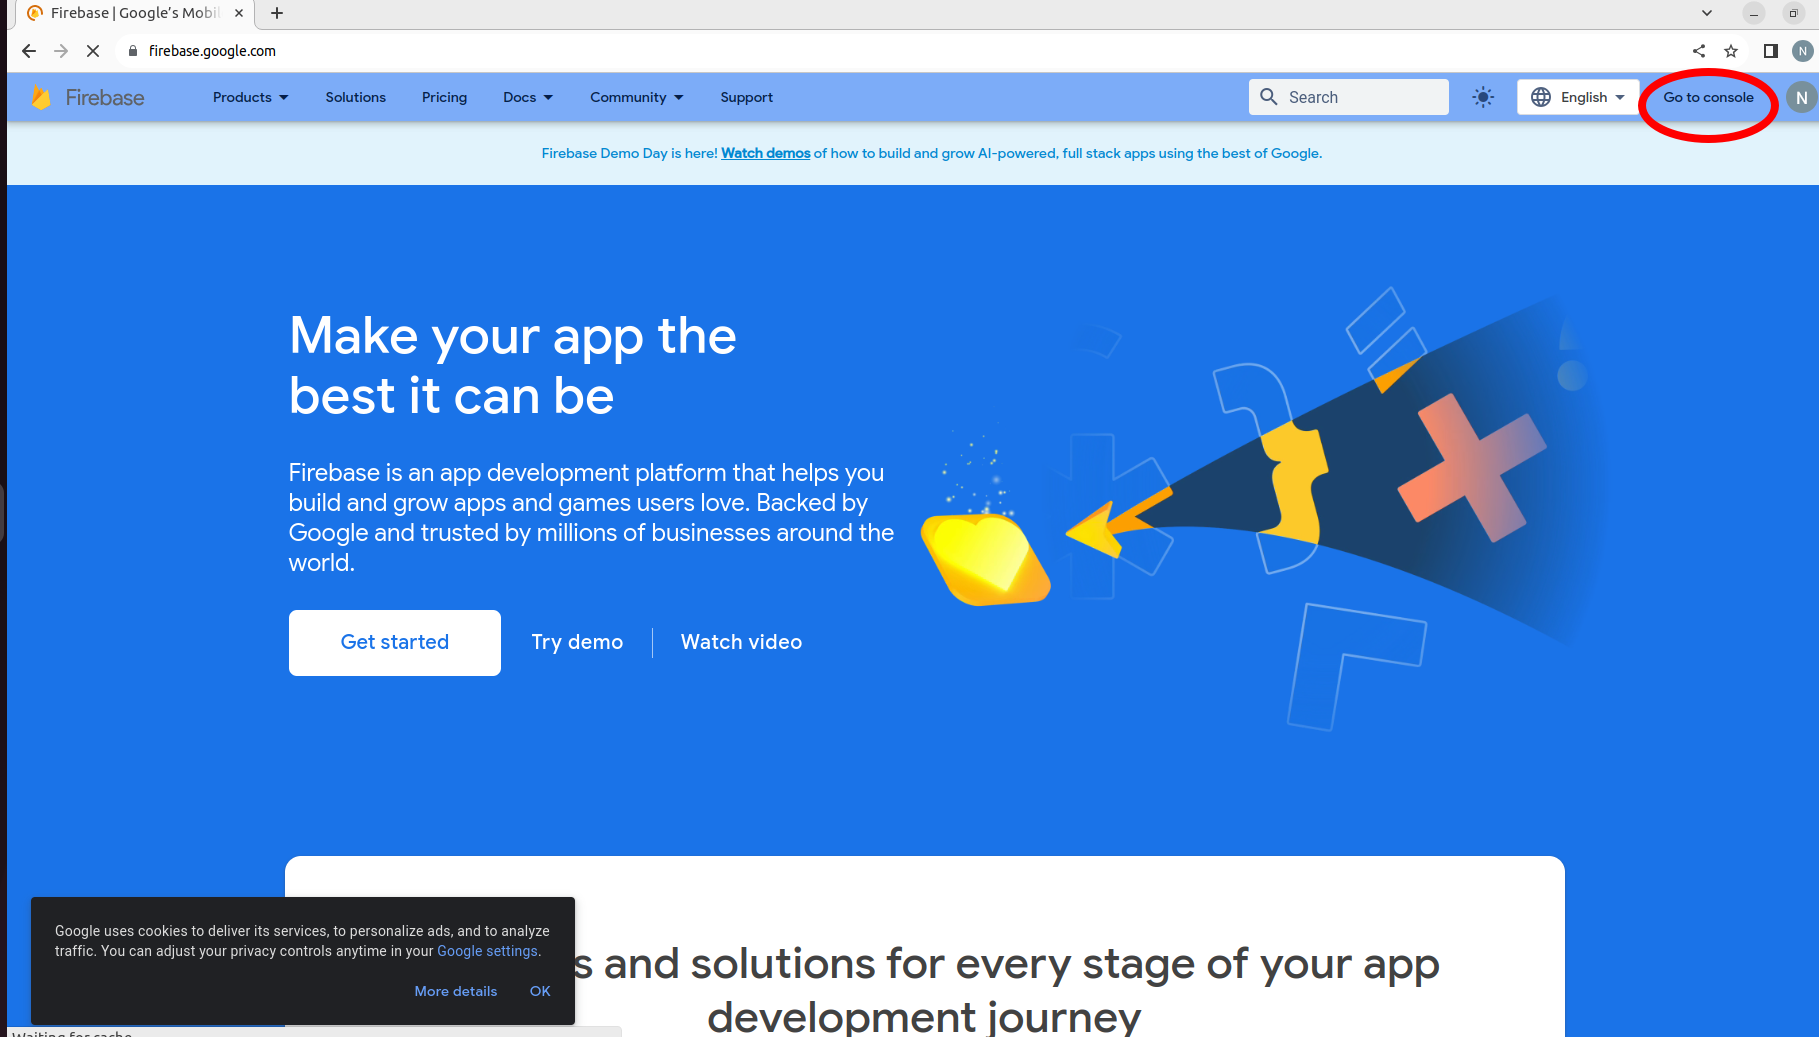 Firebase | Google's Mobil
firebase.google.com
N
Firebase
Products
Solutions
Pricing
Docs
Community
Support
Search
English
Go to console
N
Firebase Demo Day is here! Watch demos of how to build and grow AI-powered, full stack apps using the best of Google.
Make your app the
best it can be
Firebase is an app development platform that helps you
build and grow apps and games users love. Backed by
Google and trusted by millions of businesses around the
world.
Get started
Try demo
Watch video
s and solutions for every stage of your app
development journey
Google uses cookies to deliver its services, to personalize ads, and to analyze
traffic. You can adjust your privacy controls anytime in your Google settings.
More details
OK
Waiting for cache